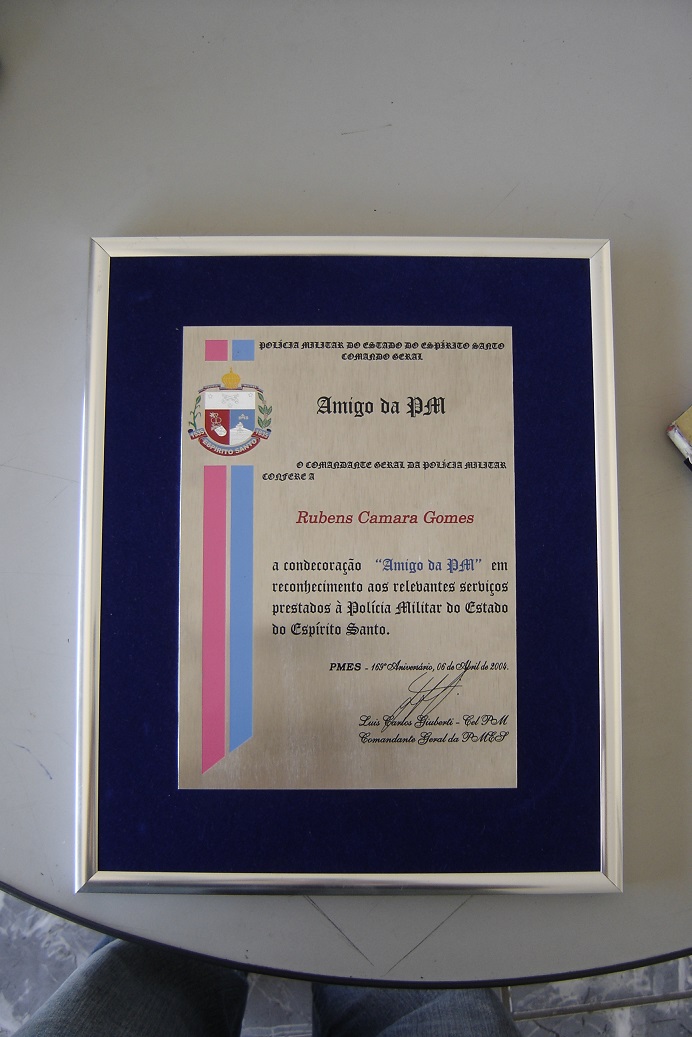 POLÍCIA MILITAR DO ESTADO DO ESPÍRITO SANTO
COMANDO GERAL
Amigo da PM
ESPÍRITO SANTO
O COMANDANTE GERAL DA POLÍCIA MILITAR
CONFERE A
Rubens Camara Gomes
a condecoração "Amigo da PM" em
reconhecimento aos relevantes serviços
prestados à Polícia Militar do Estado
do Espírito Santo.
PMES - 169º Aniversário, 06 de Abril de 2004.
Luis Carlos Giuberti - Cel PM
Comandante Geral da PMES